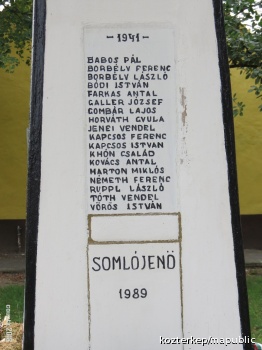 - 1941 -
BABOS PÁL
BORBÉLY FERENC
BORBÉLY LÁSZLÓ
BÓDI ISTVÁN
FARKAS ANTAL
GALLER JÓZSEF
GOMBÁR LAJOS
HORVÁTH GYULA
JENEI VENDEL
KAPCSOS FERENC
KAPCSOS ISTVAN
KHÓN CSALÁD
KOVÁCS ANTAL
MARTON MIKLÓS
NÉMETH FERENC
RUPPL LÁSZLÓ
TÓTH VENDEL
VÖRÖS ISTVÁN
SOMLÓJENŐ
1989
kozterkep/mapublic